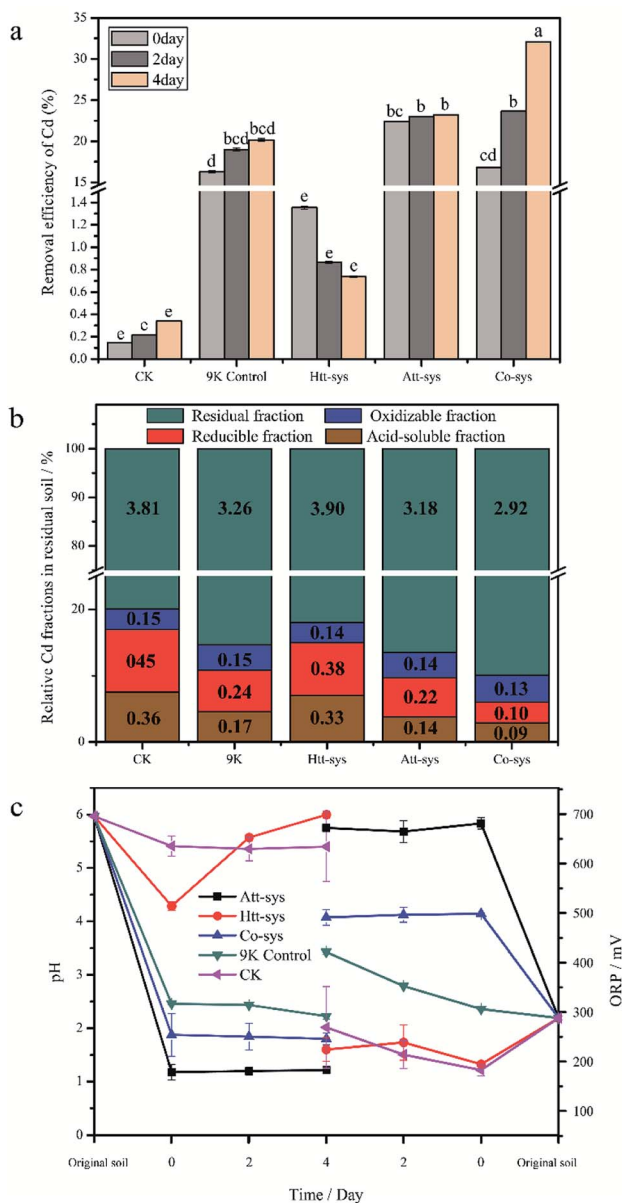 a
35
30
25
20
15
1.4
1.2
1.0
0.8
0.6
0.4
0.2
0.0
Removal efficiency of Cd (%)
0day
2day
4day
e c e
d bcd bcd
e e c
bc b b
cd b a
CK 9K Control Htt-sys Att-sys Co-sys
b
Residual fraction Oxidizable fraction
Reducible fraction Acid-soluble fraction
Relative Cd fractions in residual soil / %
100
90
80
20
0
3.81 3.26 3.90 3.18 2.92
0.15 0.15 0.14 0.14 0.13
045 0.24 0.38 0.22 0.10
0.36 0.17 0.33 0.14 0.09
CK 9K Htt-sys Att-sys Co-sys
c
6
5
4
3
2
1
0
pH
Att-sys
Htt-sys
Co-sys
9K Control
CK
700
600
500
400
300
200
100
ORP / mV
Original soil 0 2 4 2 0 Original soil
Time / Day